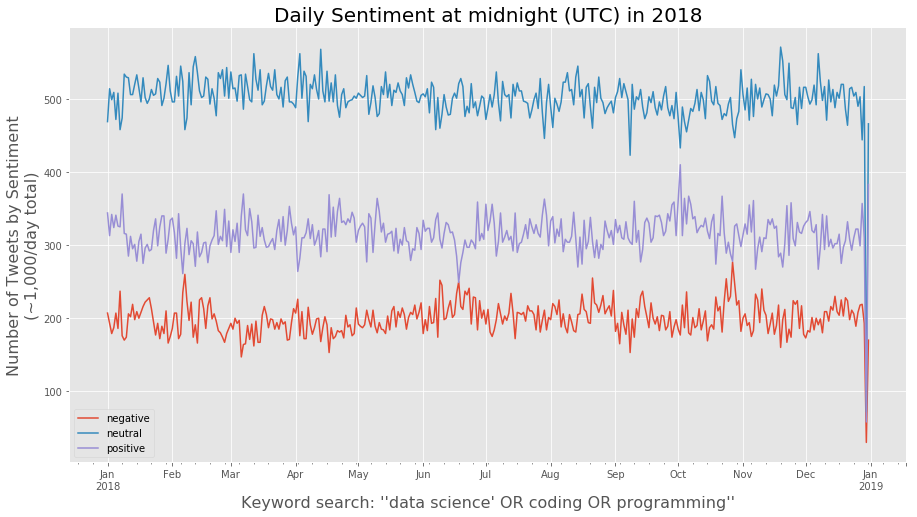 Daily Sentiment at midnight (UTC) in 2018
Number of Tweets by Sentiment
(~1,000/day total)
500
400
300
200
100
negative
neutral
positive
Jan Feb Mar Apr May Jun Jul Aug Sep Oct Nov Dec Jan
2018 2019
Keyword search: ''data science' OR coding OR programming''